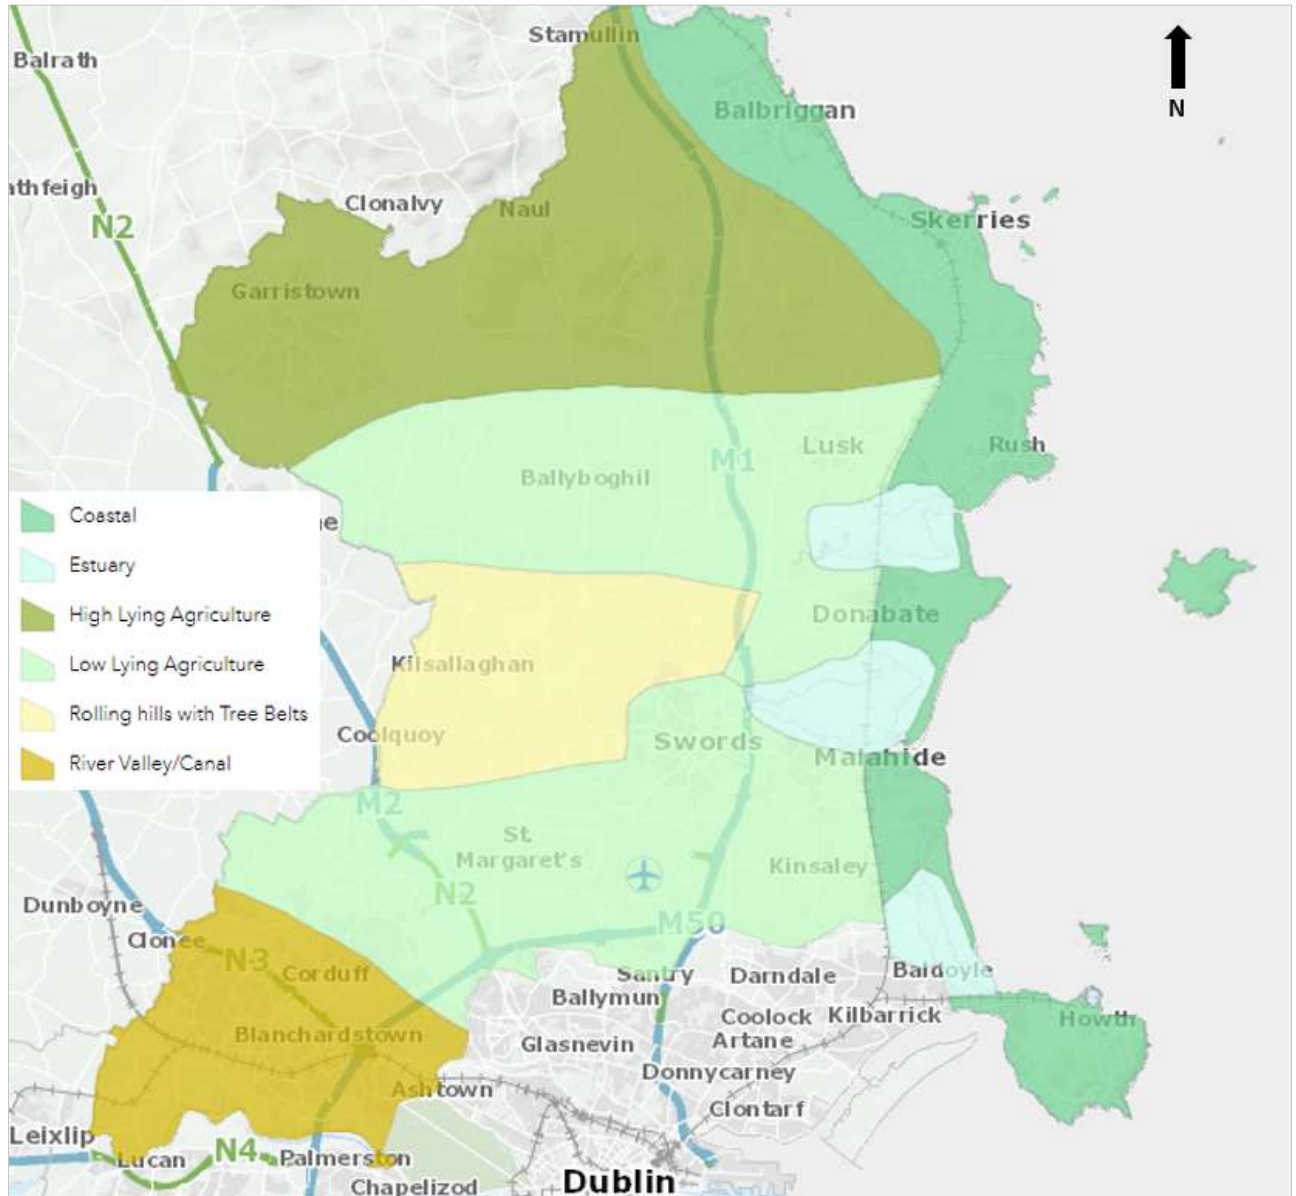 Stamullin
Balrath
Balbriggan
N
athfeigh
Clonalvy
Naul
Skerries
N2
Garristown
Lusk
Rush
M1
Ballyboghil
Coastal
ne
Estuary
High Lying Agriculture
Donabate
Low Lying Agriculture
Kilsallaghan
Rolling hills with Tree Belts
Coolquoy
Swords
Malahide
River Valley/Canal
M2
St.
Margaret's
Kinsaley
N2
Dunboyne
M50
Clonee
N3
Corduff
Santry
Darndale
Baldoyle
Ballymun
Coolock
Kilbarrick
Howth
Blanchardstown
Glasnevin
Artane
Donnycarney
Ashtown
Clontarf
Leixlip
Lucan
N4
Palmerston
Chapelizod
Dublin